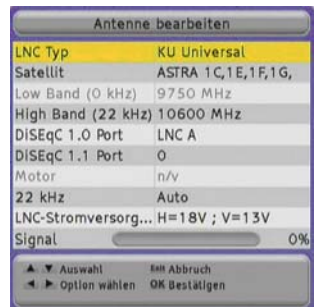 Antenne bearbeiten
LNC Typ KU Universal
Satellit ASTRA 1C,1E,1F,1G,
Low Band (0 kHz) 9750 MHz
High Band (22 kHz) 10600 MHz
DiSEqC 1.0 Port LNC A
DiSEqC 1.1 Port 0
Motor n/v
22 kHz Auto
LNC-Stromversorg... H=18V ; V=13V
Signal 0%
Auswahl Exit Abbruch
Option wählen OK Bestätigen